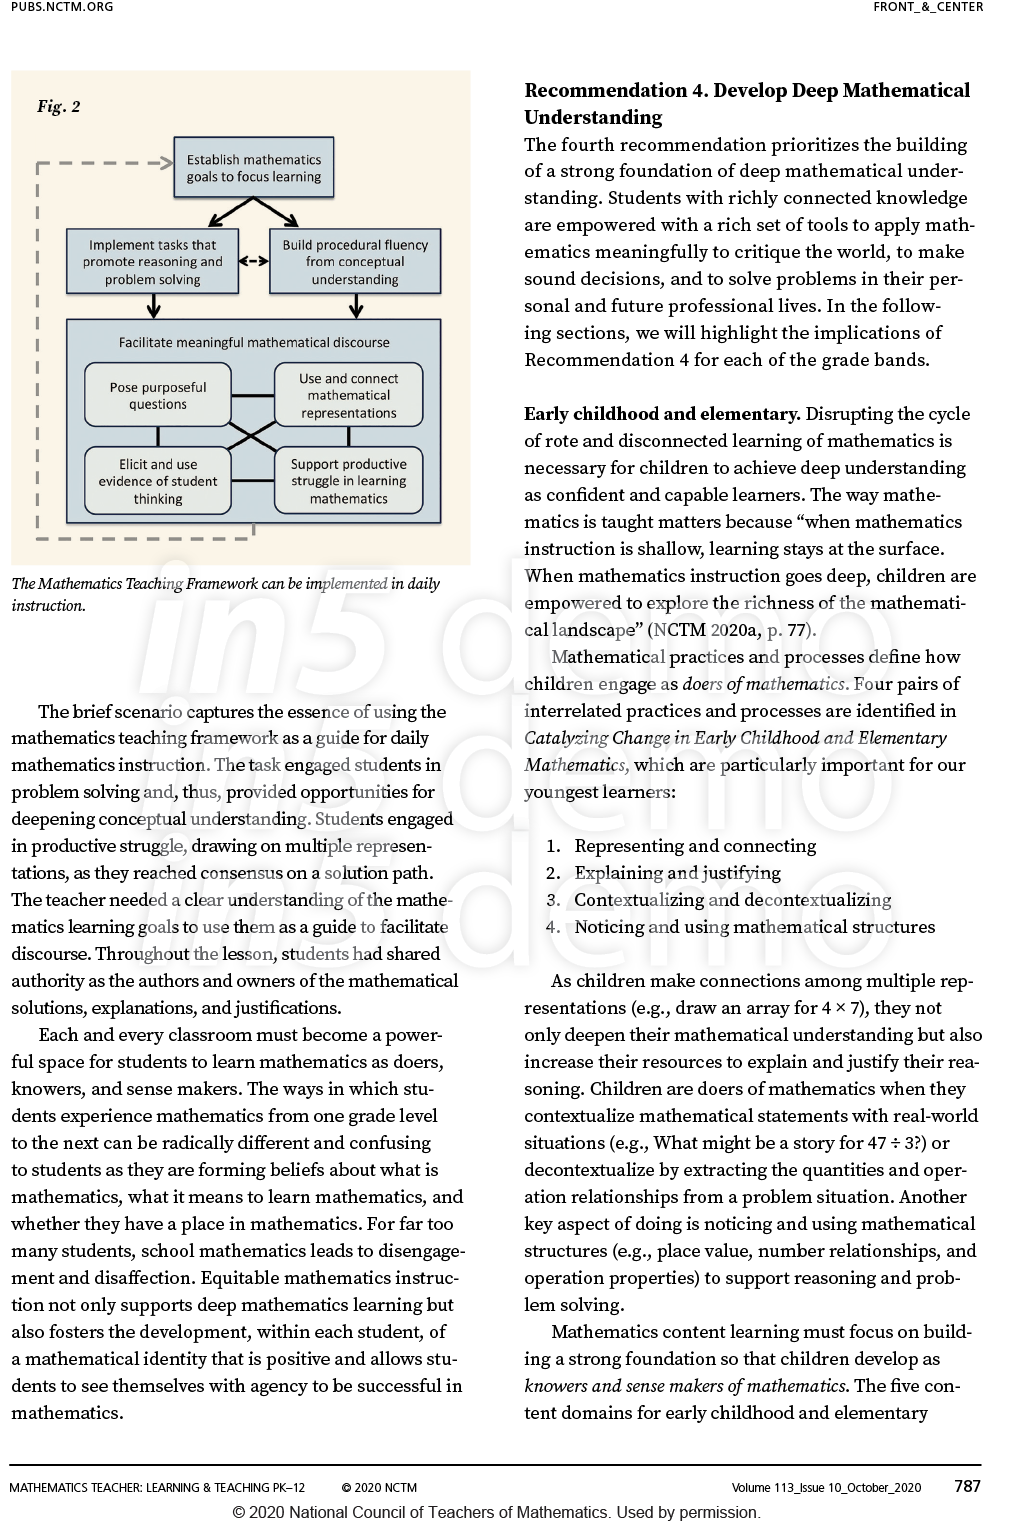 PUBS.NCTM.ORG
FRONT_&_CENTER
Fig. 2
Establish mathematics
goals to focus learning
Implement tasks that
promote reasoning and
problem solving
Build procedural fluency
from conceptual
understanding
Facilitate meaningful mathematical discourse
Pose purposeful
questions
Use and connect
mathematical
representations
Elicit and use
evidence of student
thinking
Support productive
struggle in learning
mathematics
The Mathematics Teaching Framework can be implemented in daily
instruction.
The brief scenario captures the essence of using the
mathematics teaching framework as a guide for daily
mathematics instruction. The task engaged students in
problem solving and, thus, provided opportunities for
deepening conceptual understanding. Students engaged
in productive struggle, drawing on multiple represen-
tations, as they reached consensus on a solution path.
The teacher needed a clear understanding of the mathe-
matics learning goals to use them as a guide to facilitate
discourse. Throughout the lesson, students had shared
authority as the authors and owners of the mathematical
solutions, explanations, and justifications.
Each and every classroom must become a power-
ful space for students to learn mathematics as doers,
knowers, and sense makers. The ways in which stu-
dents experience mathematics from one grade level
to the next can be radically different and confusing
to students as they are forming beliefs about what is
mathematics, what it means to learn mathematics, and
whether they have a place in mathematics. For far too
many students, school mathematics leads to disengage-
ment and disaffection. Equitable mathematics instruc-
tion not only supports deep mathematics learning but
also fosters the development, within each student, of
a mathematical identity that is positive and allows stu-
dents to see themselves with agency to be successful in
mathematics.
Recommendation 4. Develop Deep Mathematical
Understanding
The fourth recommendation prioritizes the building
of a strong foundation of deep mathematical under-
standing. Students with richly connected knowledge
are empowered with a rich set of tools to apply math-
ematics meaningfully to critique the world, to make
sound decisions, and to solve problems in their per-
sonal and future professional lives. In the follow-
ing sections, we will highlight the implications of
Recommendation 4 for each of the grade bands.
Early childhood and elementary. Disrupting the cycle
of rote and disconnected learning of mathematics is
necessary for children to achieve deep understanding
as confident and capable learners. The way mathe-
matics is taught matters because “when mathematics
instruction is shallow, learning stays at the surface.
When mathematics instruction goes deep, children are
empowered to explore the richness of the mathemati-
cal landscape” (NCTM 2020a, p. 77).
Mathematical practices and processes define how
children engage as doers of mathematics. Four pairs of
interrelated practices and processes are identified in
Catalyzing Change in Early Childhood and Elementary
Mathematics, which are particularly important for our
youngest learners:
1. Representing and connecting
2. Explaining and justifying
3. Contextualizing and decontextualizing
4. Noticing and using mathematical structures
As children make connections among multiple rep-
resentations (e.g., draw an array for 4 × 7), they not
only deepen their mathematical understanding but also
increase their resources to explain and justify their rea-
soning. Children are doers of mathematics when they
contextualize mathematical statements with real-world
situations (e.g., What might be a story for 47 ÷ 3?) or
decontextualize by extracting the quantities and oper-
ation relationships from a problem situation. Another
key aspect of doing is noticing and using mathematical
structures (e.g., place value, number relationships, and
operation properties) to support reasoning and prob-
lem solving.
Mathematics content learning must focus on build-
ing a strong foundation so that children develop as
knowers and sense makers of mathematics. The five con-
tent domains for early childhood and elementary
in5 demo
in5 demo
in5 demo
MATHEMATICS TEACHER: LEARNING & TEACHING PK–12 © 2020 NCTM
Volume 113_Issue 10_October_2020 787
© 2020 National Council of Teachers of Mathematics. Used by permission.